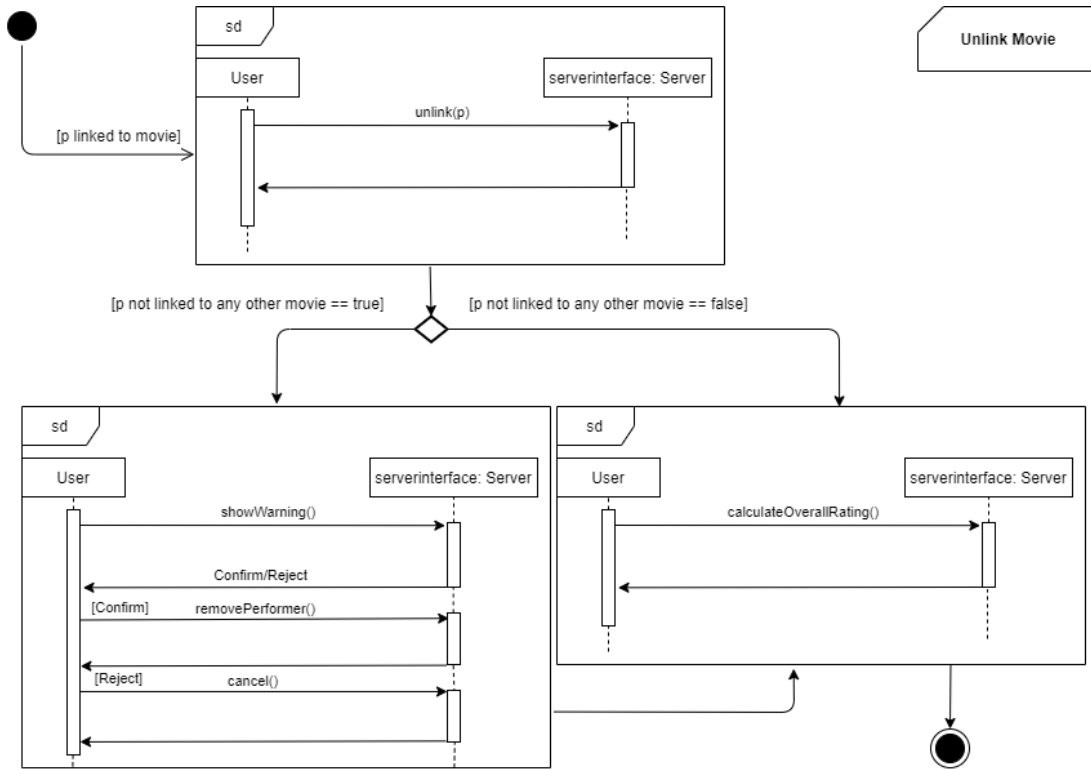 sd
Unlink Movie
User
serverinterface: Server
unlink(p)
[p linked to movie]
[p not linked to any other movie == true]
[p not linked to any other movie == false]
sd
User
serverinterface: Server
showWarning()
Confirm/Reject
[Confirm]
removePerformer()
[Reject]
cancel()
sd
User
serverinterface: Server
calculateOverallRating()